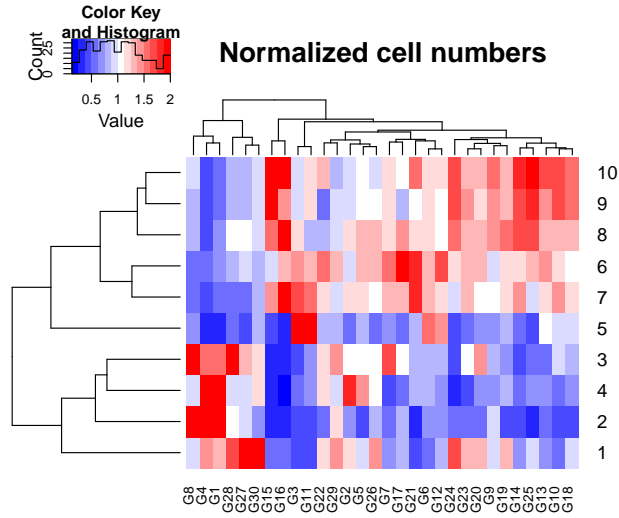 Color Key
and Histogram
Count
0 25
0.5 1 1.5 2
Value
Normalized cell numbers
10
9
8
6
7
5
3
4
2
1
G8 G4 G1 G28 G27 G30 G15 G16 G3 G11 G22 G29 G2 G5 G26 G7 G17 G21 G6 G12 G24 G23 G20 G9 G19 G14 G25 G13 G10 G18